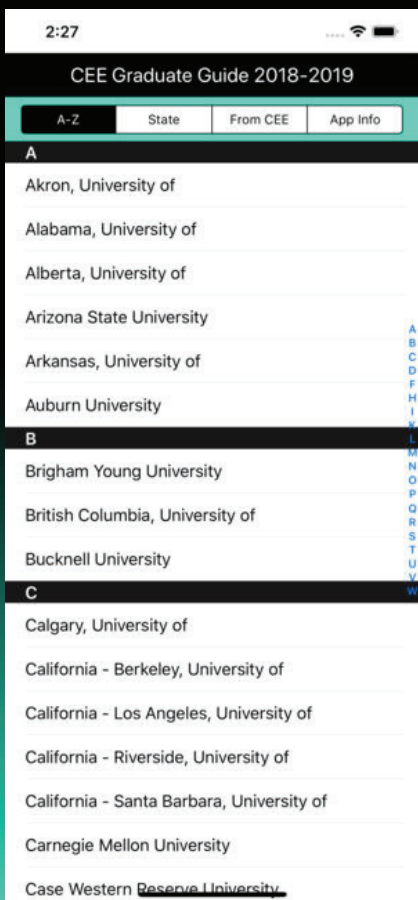 2:27
CEE Graduate Guide 2018-2019
A-Z State From CEE App Info
A
Akron, University of
Alabama, University of
Alberta, University of
Arizona State University
Arkansas, University of
Auburn University
B
Brigham Young University
British Columbia, University of
Bucknell University
C
Calgary, University of
California - Berkeley, University of
California - Los Angeles, University of
California - Riverside, University of
California - Santa Barbara, University of
Carnegie Mellon University
Case Western Reserve University
A
B
C
D
F
H
I
K
L
M
N
O
P
Q
R
S
T
U
V
W